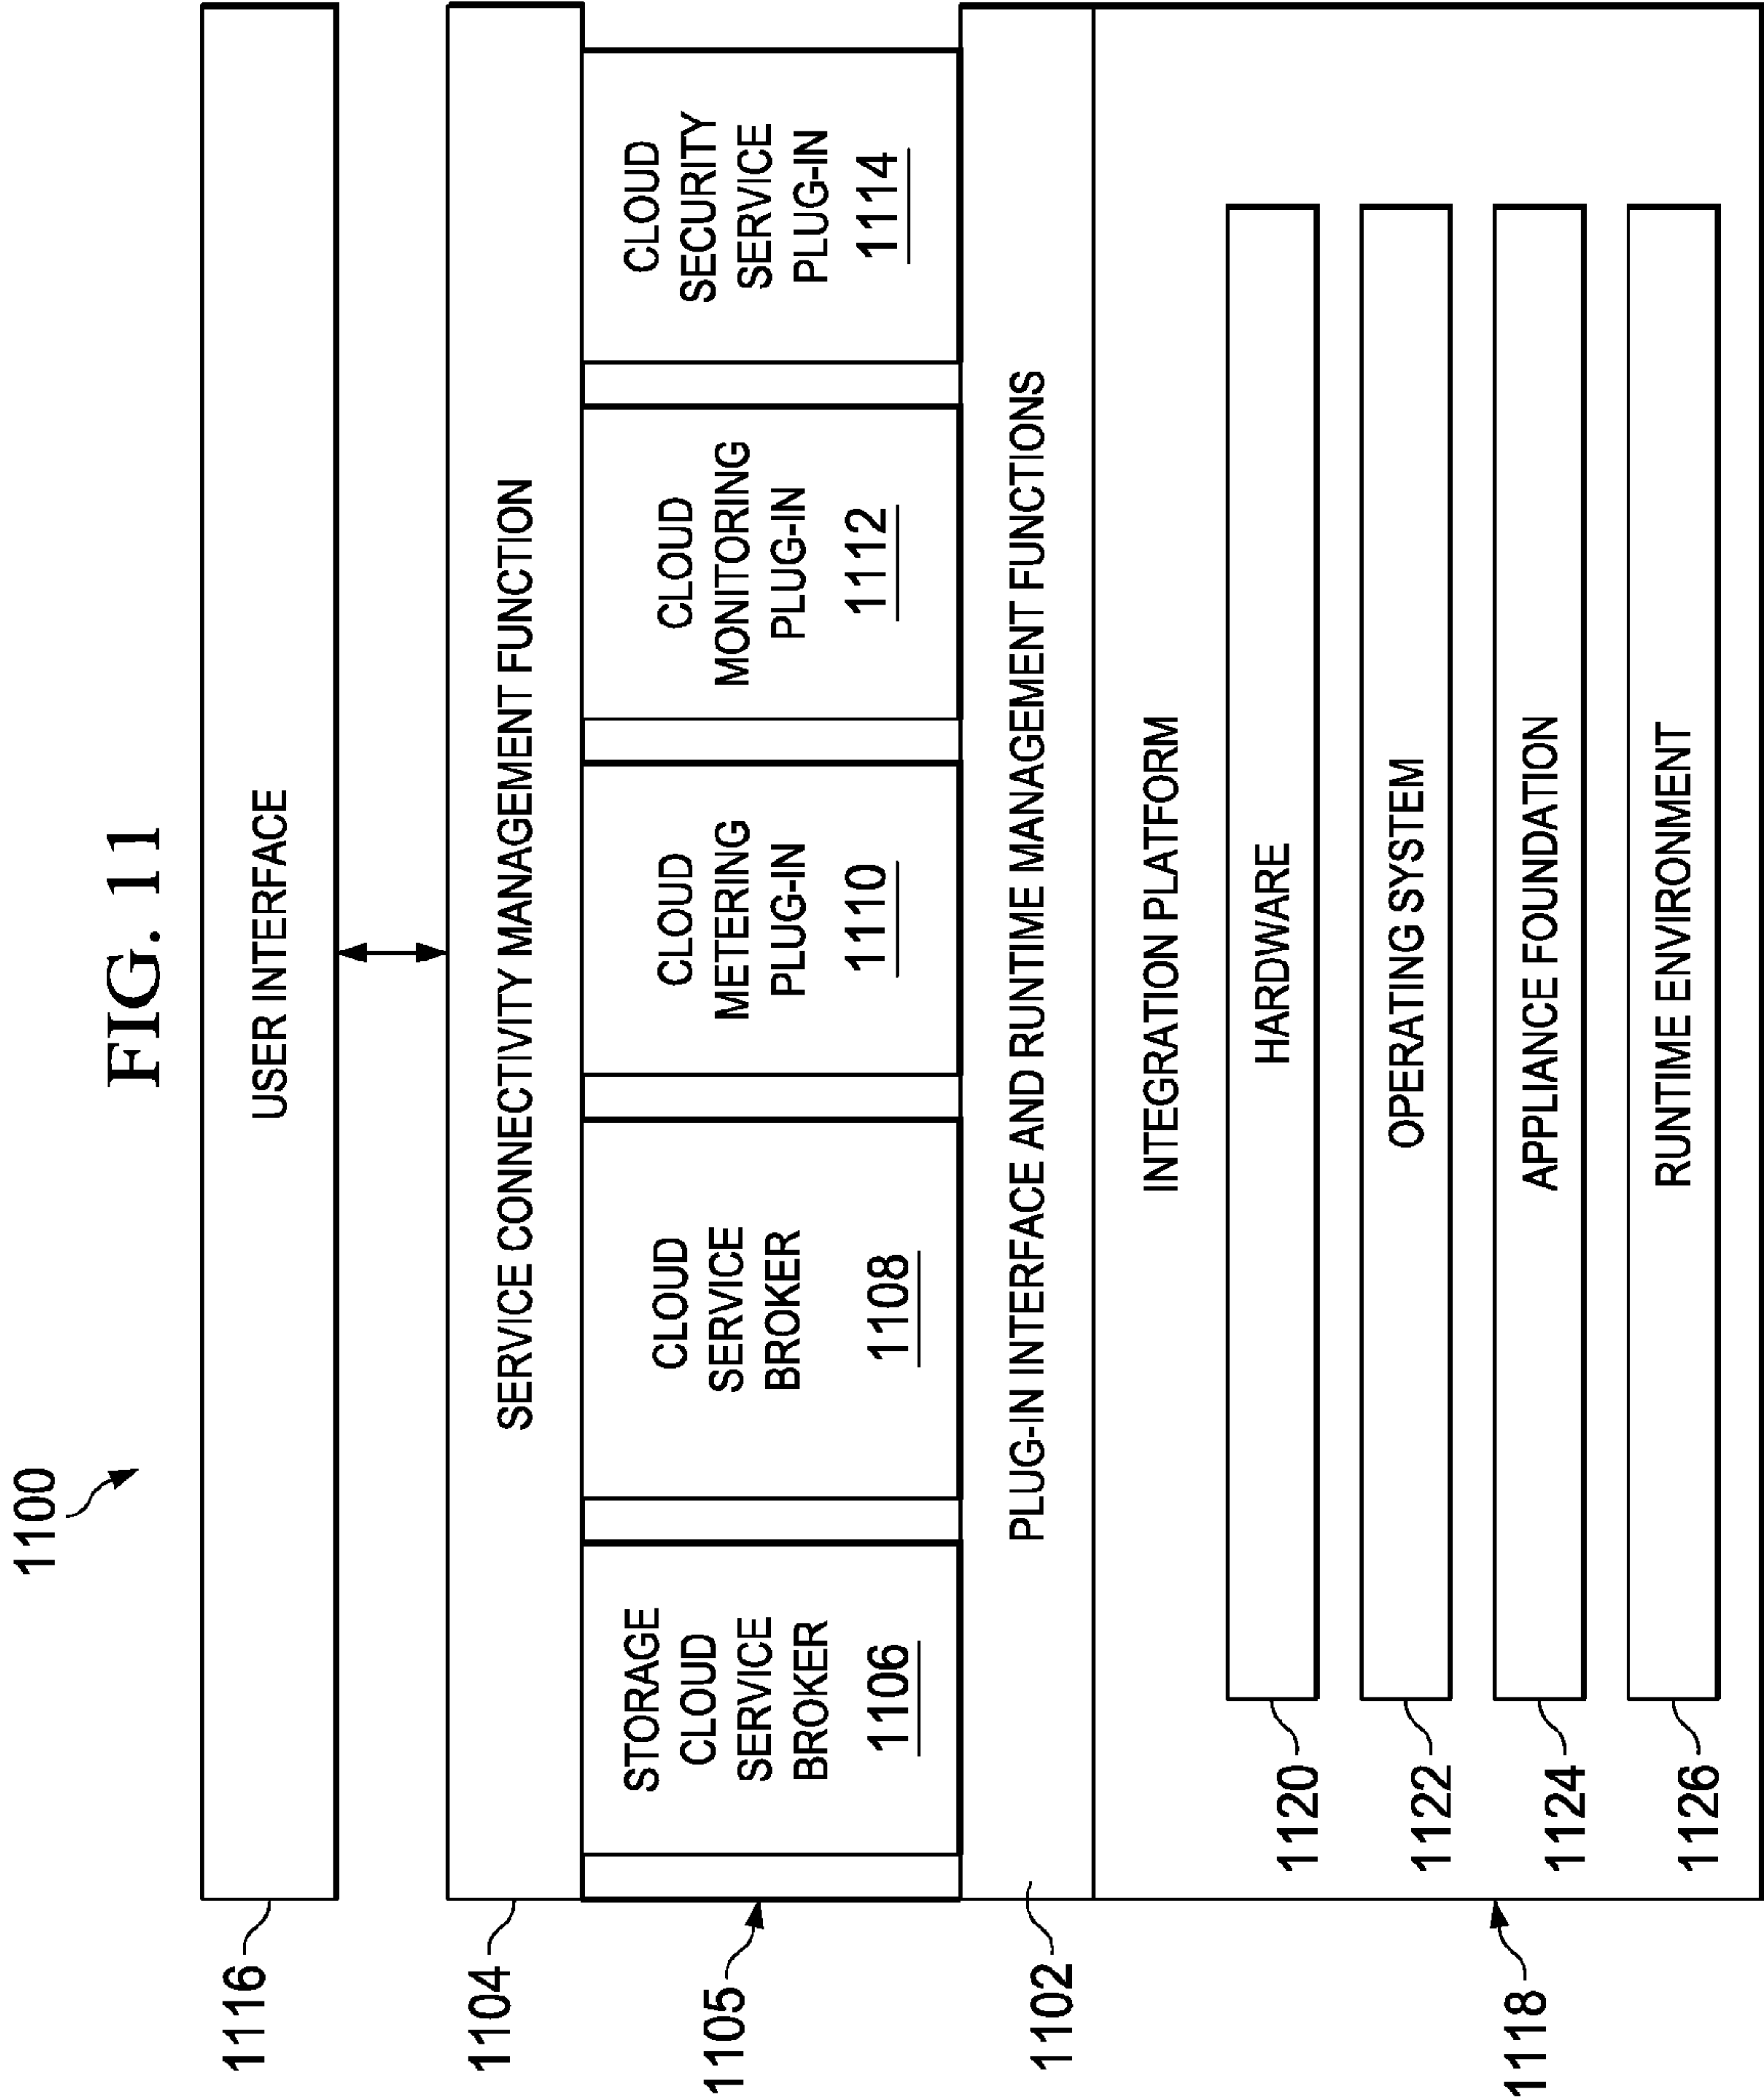 FIG. 11
1100
1116
USER INTERFACE
1104
SERVICE CONNECTIVITY MANAGEMENT FUNCTION
1105
STORAGE
CLOUD
SERVICE
BROKER
1106
CLOUD
SERVICE
BROKER
1108
CLOUD
METERING
PLUG-IN
1110
CLOUD
MONITORING
PLUG-IN
1112
CLOUD
SECURITY
SERVICE
PLUG-IN
1114
1102
PLUG-IN INTERFACE AND RUNTIME MANAGEMENT FUNCTIONS
1118
INTEGRATION PLATFORM
1120
HARDWARE
1122
OPERATING SYSTEM
1124
APPLIANCE FOUNDATION
1126
RUNTIME ENVIRONMENT